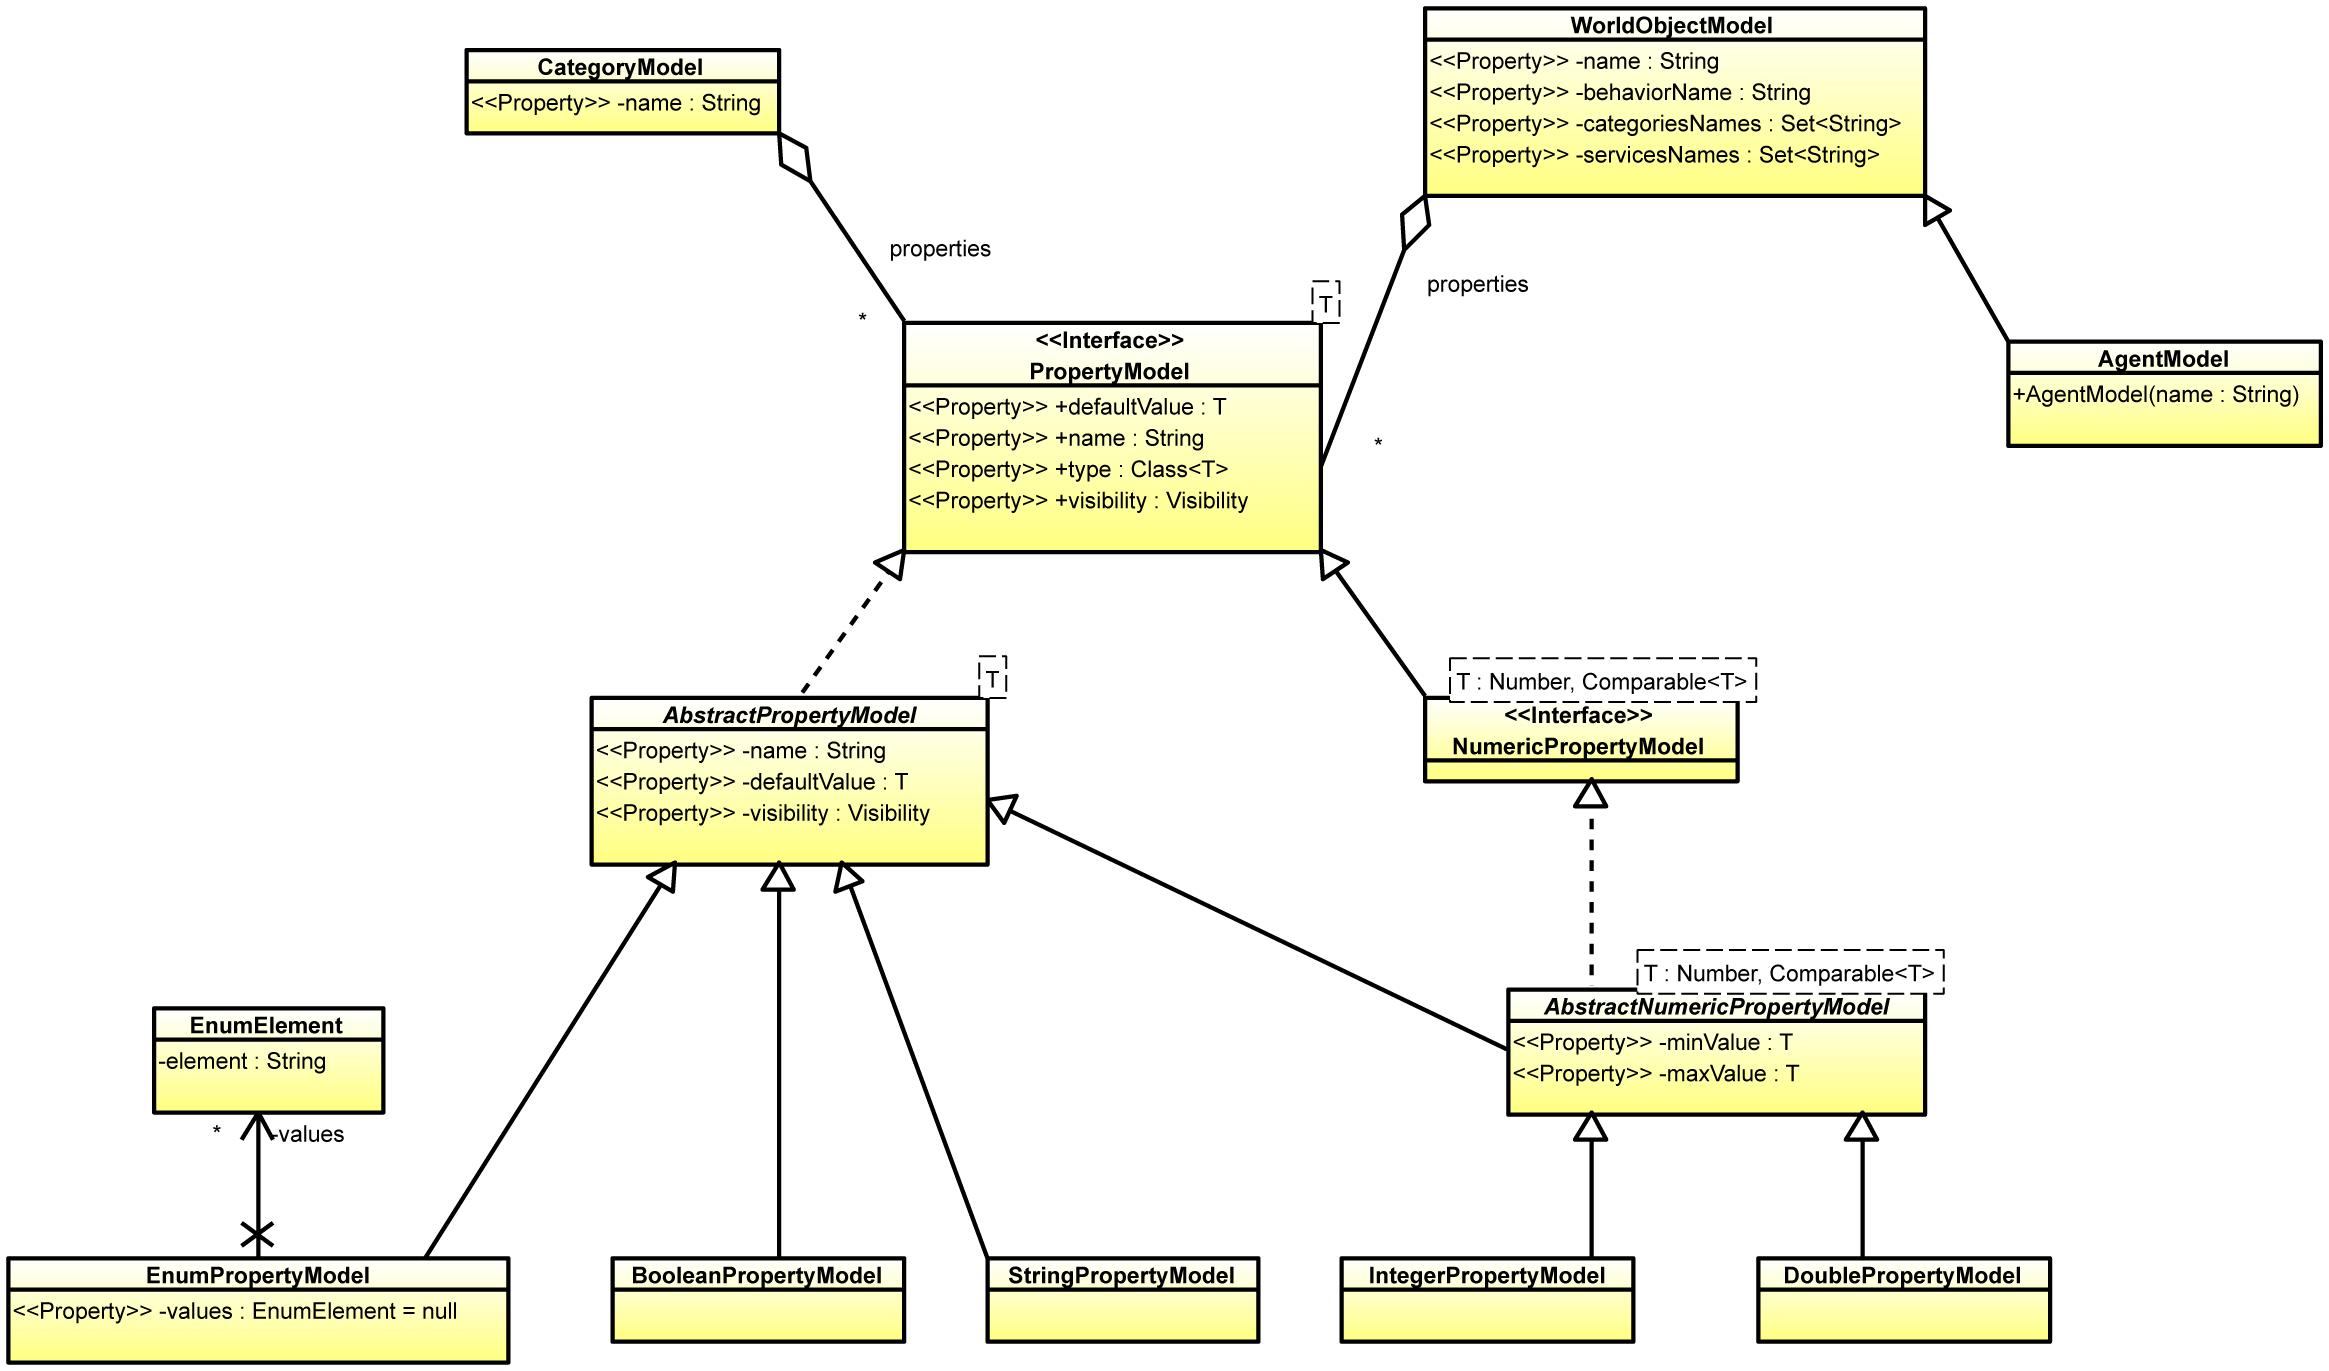 WorldObjectModel
<<Property>> -name : String
<<Property>> -behaviorName : String
<<Property>> -categoriesNames : Set<String>
<<Property>> -servicesNames : Set<String>
CategoryModel
<<Property>> -name : String
properties
*
properties
*
T
<<Interface>>
PropertyModel
<<Property>> +defaultValue : T
<<Property>> +name : String
<<Property>> +type : Class<T>
<<Property>> +visibility : Visibility
AgentModel
+AgentModel(name : String)
T
AbstractPropertyModel
<<Property>> -name : String
<<Property>> -defaultValue : T
<<Property>> -visibility : Visibility
T : Number, Comparable<T>
<<Interface>>
NumericPropertyModel
T : Number, Comparable<T>
AbstractNumericPropertyModel
<<Property>> -minValue : T
<<Property>> -maxValue : T
EnumElement
-element : String
*
-values
EnumPropertyModel
<<Property>> -values : EnumElement = null
BooleanPropertyModel
StringPropertyModel
IntegerPropertyModel
DoublePropertyModel